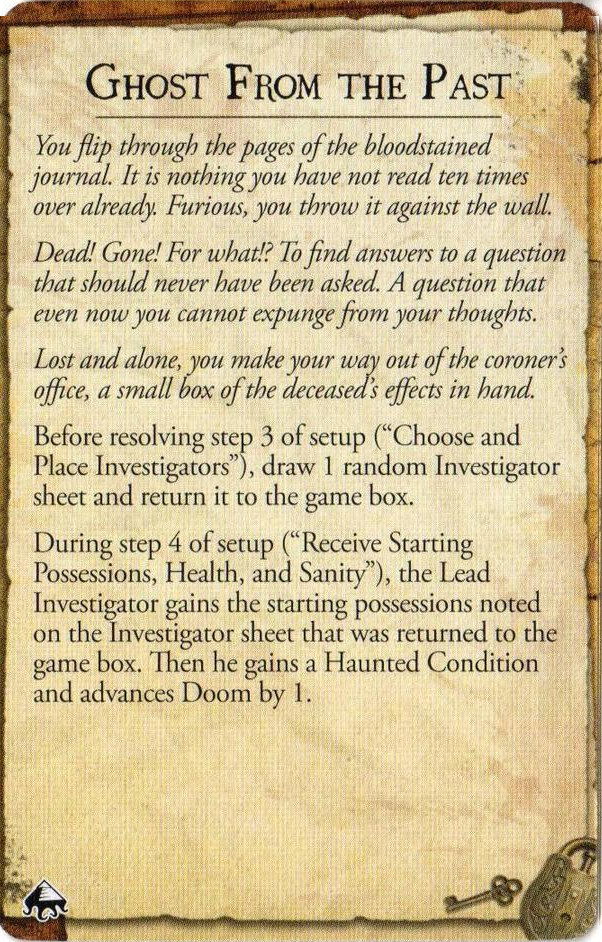 Ghost From the Past
You flip through the pages of the bloodstained
journal. It is nothing you have not read ten times
over already. Furious, you throw it against the wall.
Dead! Gone! For what!? To find answers to a question
that should never have been asked. A question that
even now you cannot expunge from your thoughts.
Lost and alone, you make your way out of the coroner's
office, a small box of the deceased's effects in hand.
Before resolving step 3 of setup (“Choose and
Place Investigators”), draw 1 random Investigator
sheet and return it to the game box.
During step 4 of setup (“Receive Starting
Possessions, Health, and Sanity”), the Lead
Investigator gains the starting possessions noted
on the Investigator sheet that was returned to the
game box. Then he gains a Haunted Condition
and advances Doom by 1.